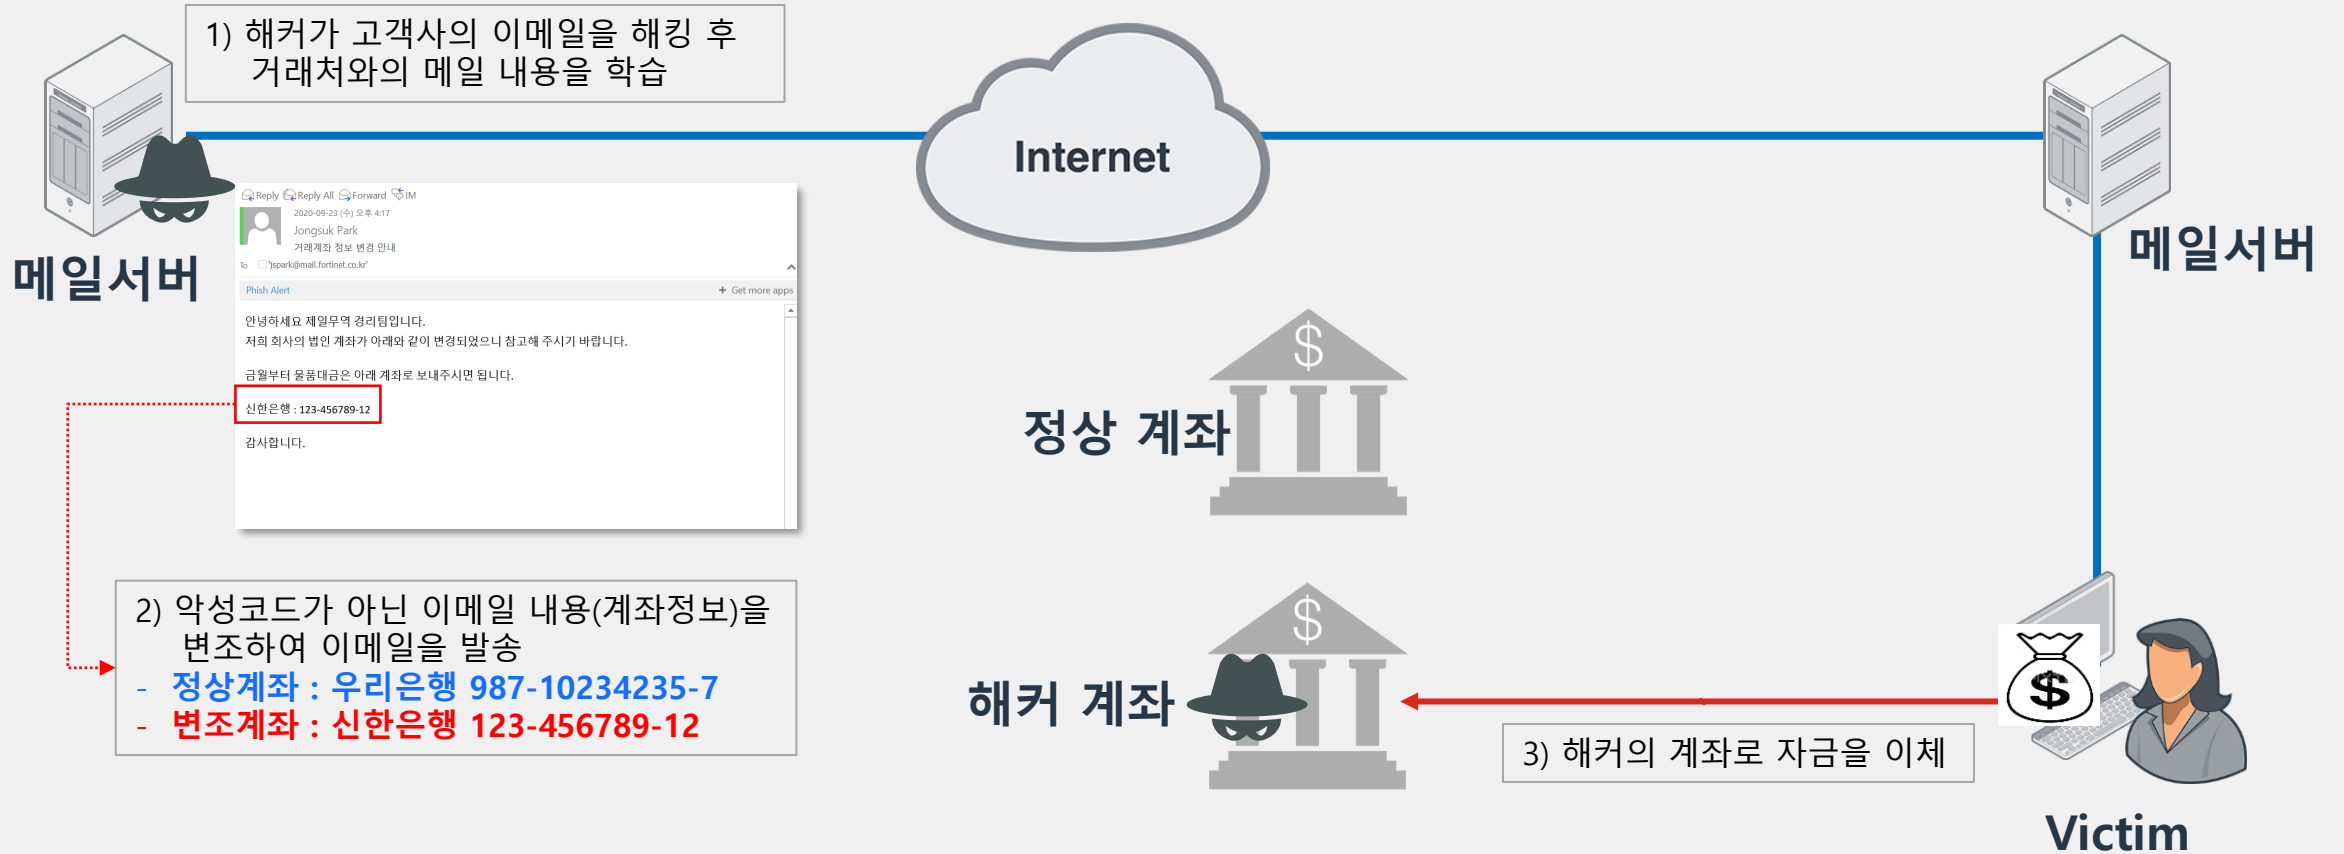 1) 해커가 고객사의 이메일을 해킹 후
거래처와의 메일 내용을 학습
Internet
메일서버
메일서버
Reply Reply All Forward IM
2020-09-23 (수) 오후 4:17
Jongsuk Park
거래계좌 정보 변경 안내
To 'jspark@mail.fortinet.co.kr'
Phish Alert + Get more apps
안녕하세요 제일무역 경리팀입니다.
저희 회사의 법인 계좌가 아래와 같이 변경되었으니 참고해 주시기 바랍니다.
금월부터 물품대금은 아래 계좌로 보내주시면 됩니다.
신한은행 : 123-456789-12
감사합니다.
$
정상 계좌
2) 악성코드가 아닌 이메일 내용(계좌정보)을
변조하여 이메일을 발송
- 정상계좌 : 우리은행 987-10234235-7
- 변조계좌 : 신한은행 123-456789-12
$
해커 계좌
$
3) 해커의 계좌로 자금을 이체
Victim